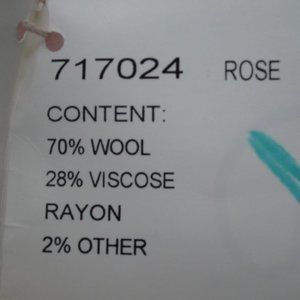 717024 ROSE
CONTENT:
70% WOOL
28% VISCOSE
RAYON
2% OTHER